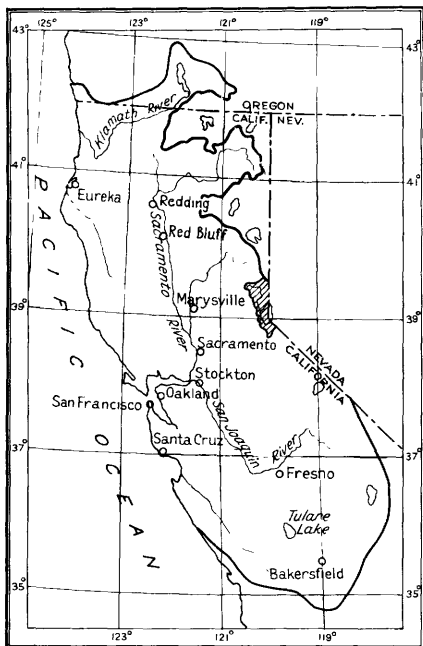 43° 125° 123° 121° 119° 43°
Klamath River
OREGON
CALIF. NEV.
41° 41°
Eureka
Redding
Red Bluff
Sacramento River
PACIFIC OCEAN
Marysville
39° 39°
Sacramento
NEVADA
CALIFORNIA
Stockton
Oakland
San Francisco
San Joaquin River
Santa Cruz
37° 37°
Fresno
Tulare Lake
Bakersfield
35° 35°
123° 121° 119°